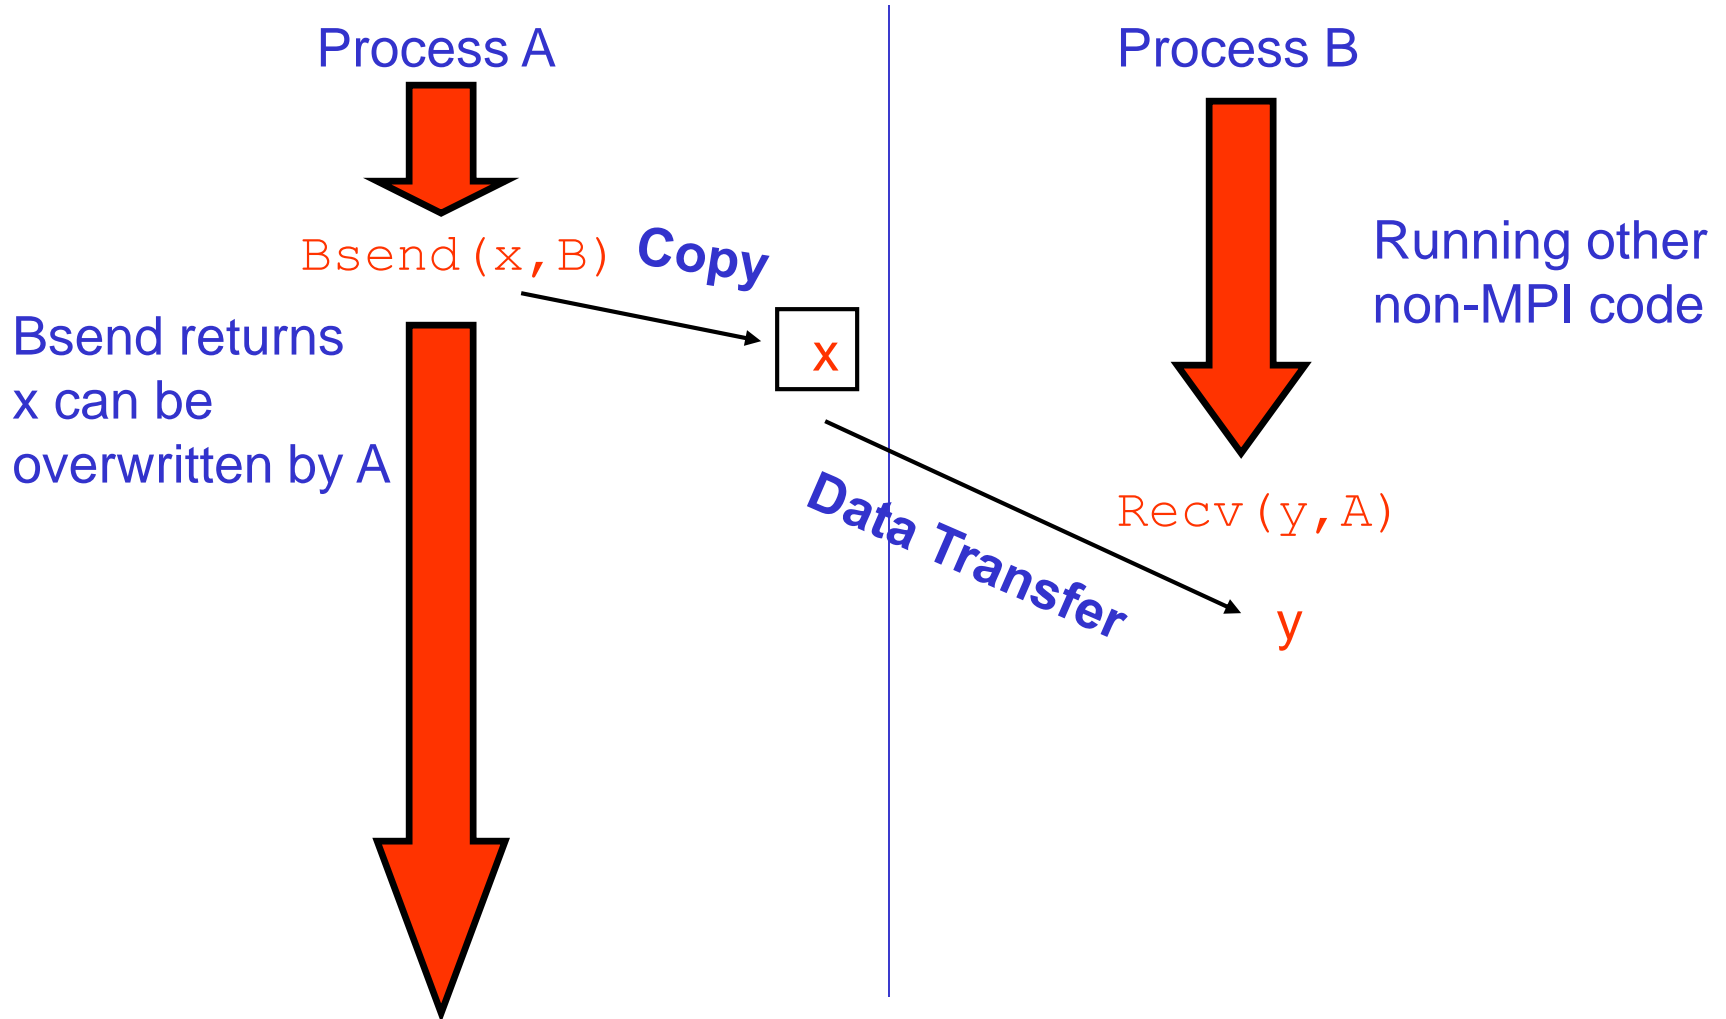 Process A
Process B
Bsend(x,B)
Copy
Running other
non-MPI code
Bsend returns
x can be
overwritten by A
x
Data Transfer
Recv(y,A)
y